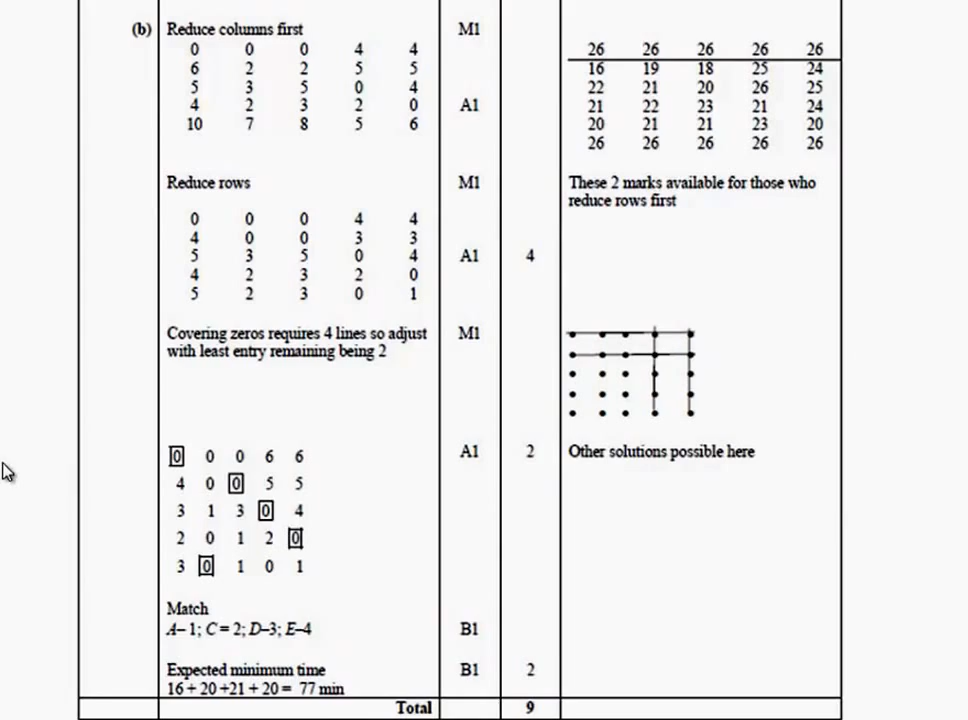 (b) Reduce columns first M1
0 0 0 4 4
6 2 2 5 5
5 3 5 0 4
4 2 3 2 0 A1
10 7 8 5 6
26 26 26 26 26
16 19 18 25 24
22 21 20 26 25
21 22 23 21 24
20 21 21 23 20
26 26 26 26 26
Reduce rows M1
These 2 marks available for those who
reduce rows first
0 0 0 4 4
4 0 0 3 3
5 3 5 0 4 A1 4
4 2 3 2 0
5 2 3 0 1
Covering zeros requires 4 lines so adjust M1
with least entry remaining being 2
0 0 0 6 6 A1 2 Other solutions possible here
4 0 0 5 5
3 1 3 0 4
2 0 1 2 0
3 0 1 0 1
Match
A–1; C = 2; D–3; E–4 B1
Expected minimum time B1 2
16 + 20 +21 + 20 = 77 min
Total 9